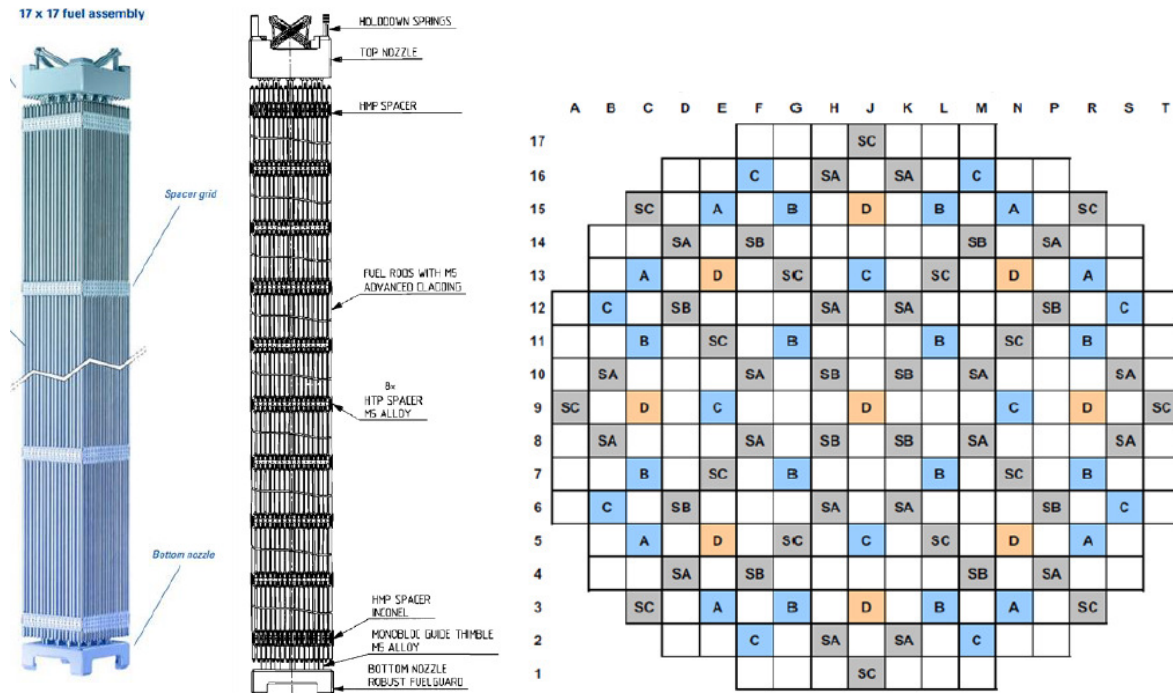 17 x 17 fuel assembly
Spacer grid
Bottom nozzle
HOLDDOWN SPRINGS
TOP NOZZLE
HMP SPACER
FUEL RODS WITH M5
ADVANCED CLADDING
8x
HTP SPACER
M5 ALLOY
HMP SPACER
INCONEL
MONOBLOC GUIDE THIMBLE
M5 ALLOY
BOTTOM NOZZLE
ROBUST FUELGUARD
A B C D E F G H J K L M N P R S T
17 SC
16 C SA SA C
15 SC A B D B A SC
14 SA SB SB SA
13 A D SC C SC D A
12 C SB SA SA SB C
11 B SC B B SC B
10 SA SA SB SB SA SA
9 SC D C D C D SC
8 SA SA SB SB SA SA
7 B SC B B SC B
6 C SB SA SA SB C
5 A D SC C SC D A
4 SA SB SB SA
3 SC A B D B A SC
2 C SA SA C
1 SC